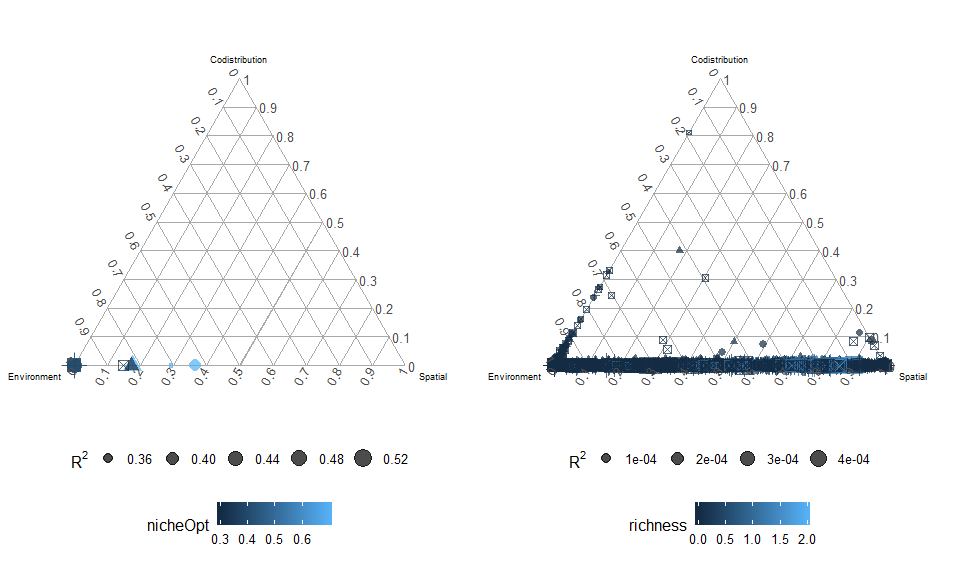 Codistribution
0 1
0.1 0.9
0.2 0.8
0.3 0.7
0.4 0.6
0.5 0.5
0.6 0.4
0.7 0.3
0.8 0.2
0.9 0.1
Environment 0.1 0.2 0.3 0.4 0.5 0.6 0.7 0.8 0.9 1 Spatial
R2 0.36 0.40 0.44 0.48 0.52
nicheOpt
0.3 0.4 0.5 0.6
Codistribution
0 1
0.1 0.9
0.2 0.8
0.3 0.7
0.4 0.6
0.5 0.5
0.6 0.4
0.7 0.3
0.8 0.2
0.1
Environment Spatial
R2 1e-04 2e-04 3e-04 4e-04
richness
0.0 0.5 1.0 1.5 2.0